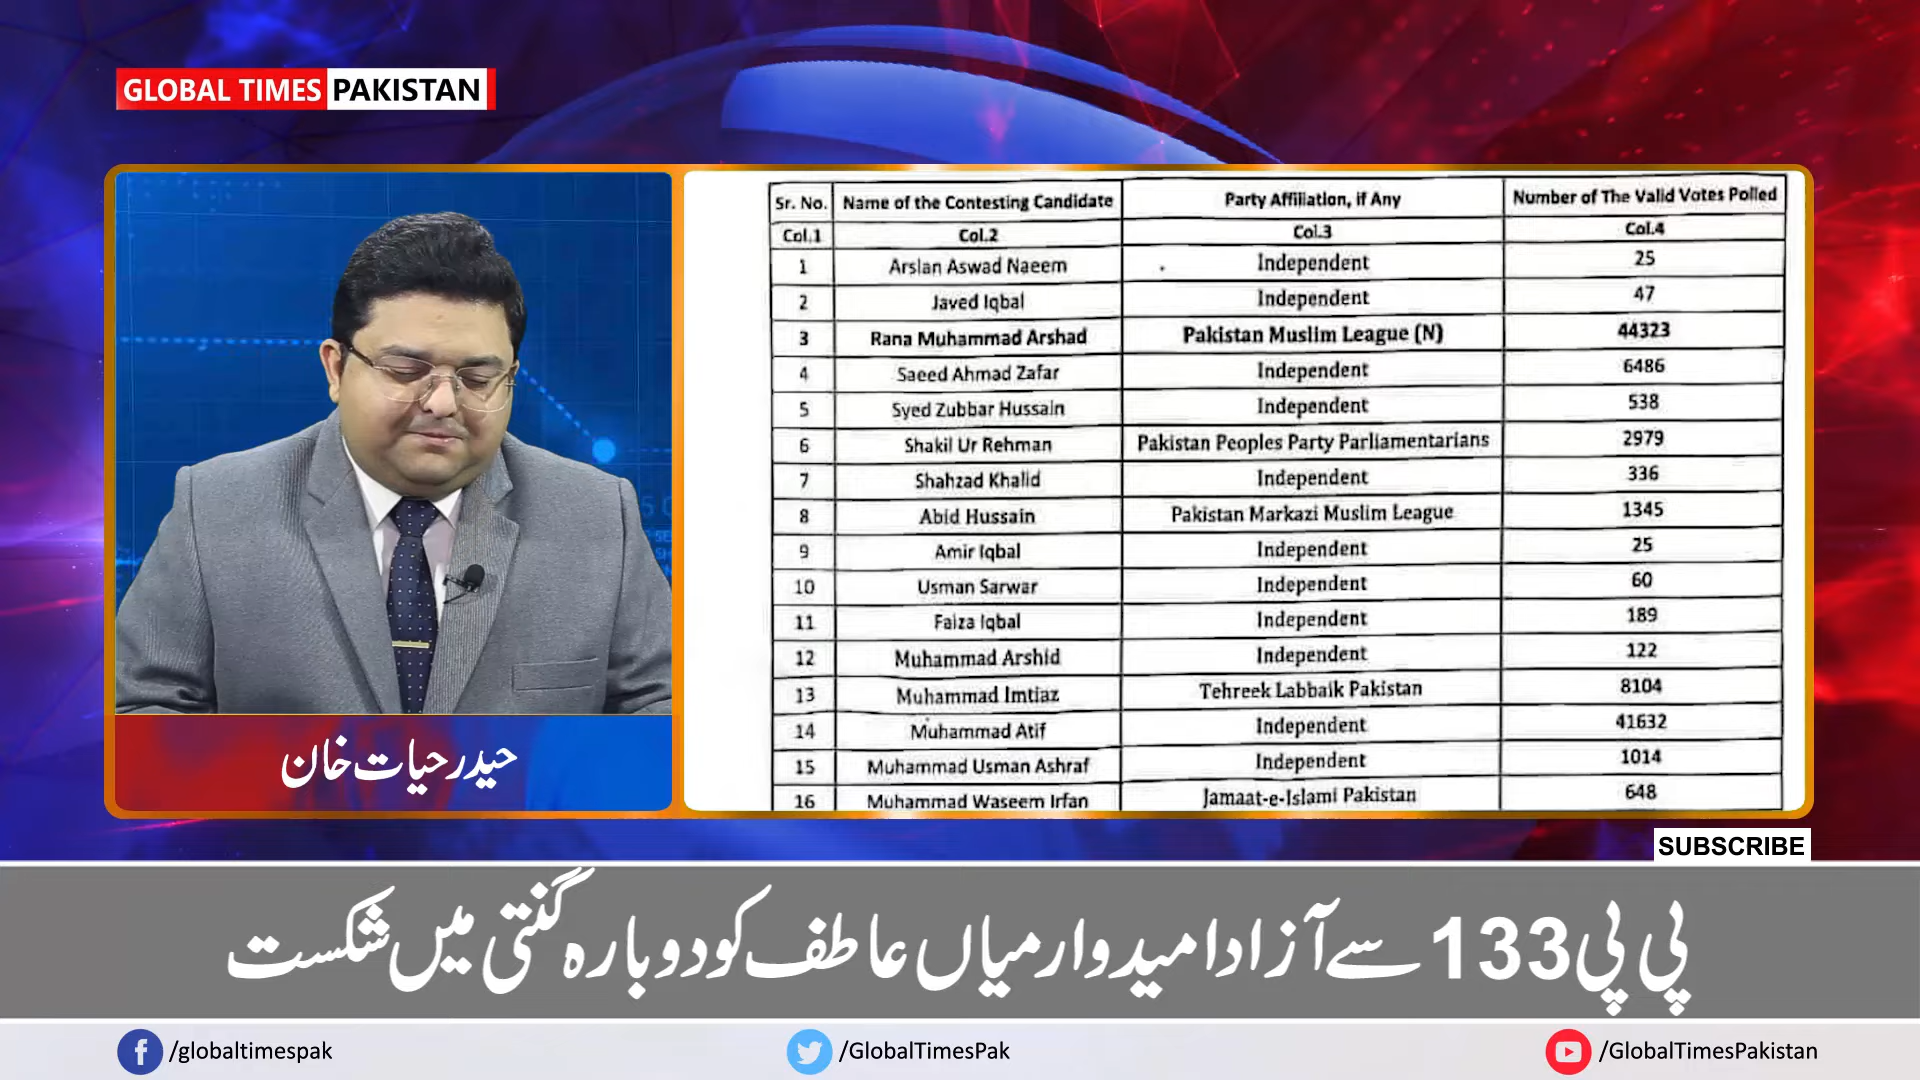 GLOBAL TIMES PAKISTAN
Sr. No. Name of the Contesting Candidate Party Affiliation, if Any Number of The Valid Votes Polled
Col.1 Col.2 Col.3 Col.4
1 Arslan Aswad Naeem Independent 25
2 Javed Iqbal Independent 47
3 Rana Muhammad Arshad Pakistan Muslim League (N) 44323
4 Saeed Ahmad Zafar Independent 6486
5 Syed Zubbar Hussain Independent 538
6 Shakil Ur Rehman Pakistan Peoples Party Parliamentarians 2979
7 Shahzad Khalid Independent 336
8 Abid Hussain Pakistan Markazi Muslim League 1345
9 Amir Iqbal Independent 25
10 Usman Sarwar Independent 60
11 Faiza Iqbal Independent 189
12 Muhammad Arshid Independent 122
13 Muhammad Imtiaz Tehreek Labbaik Pakistan 8104
14 Muhammad Atif Independent 41632
15 Muhammad Usman Ashraf Independent 1014
16 Muhammad Waseem Irfan Jamaat-e-Islami Pakistan 648
حیدر حیات خان
SUBSCRIBE
پی پی 133 سے آزاد امیدوار میاں عاطف کو دوبارہ گنتی میں شکست
/globaltimespak /GlobalTimesPak /GlobalTimesPakistan